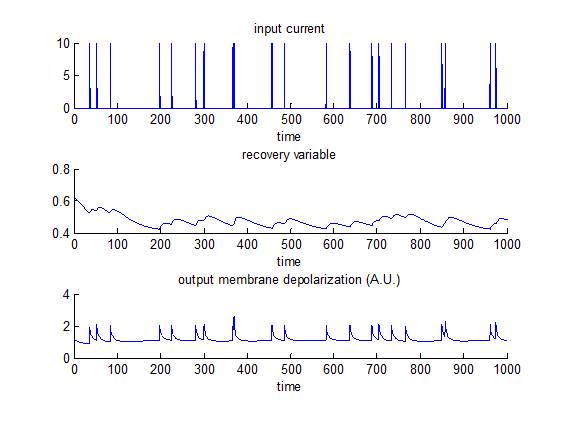 input current
10
5
0
0 100 200 300 400 500 600 700 800 900 1000
time
recovery variable
0.8
0.6
0.4
0 100 200 300 400 500 600 700 800 900 1000
time
output membrane depolarization (A.U.)
4
2
0
0 100 200 300 400 500 600 700 800 900 1000
time